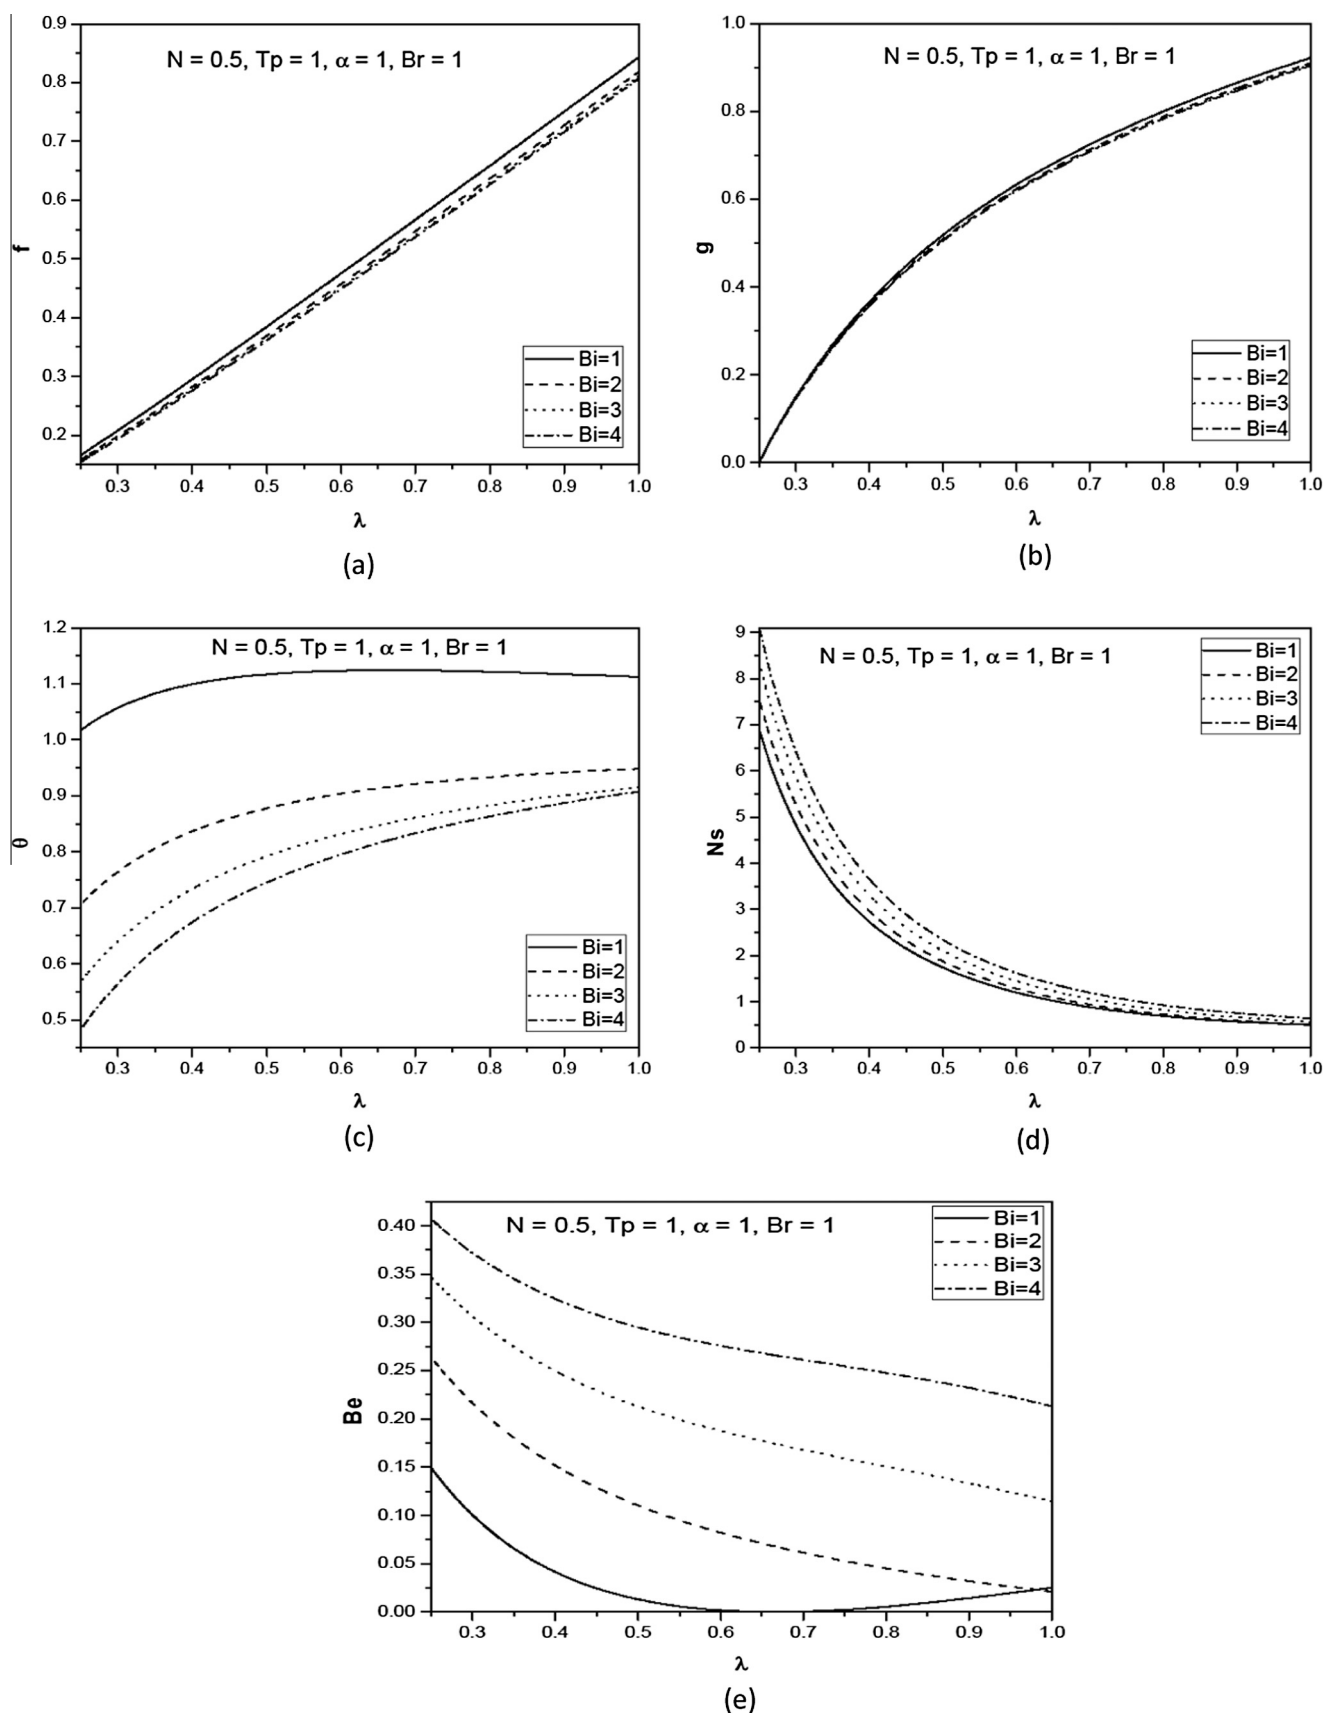 N = 0.5, Tp = 1, α = 1, Br = 1
0.9
0.8
0.7
0.6
0.5
0.4
0.3
0.2
f
0.3 0.4 0.5 0.6 0.7 0.8 0.9 1.0
λ
Bi=1
Bi=2
Bi=3
Bi=4
(a)
N = 0.5, Tp = 1, α = 1, Br = 1
1.0
0.8
0.6
0.4
0.2
0.0
g
0.3 0.4 0.5 0.6 0.7 0.8 0.9 1.0
λ
Bi=1
Bi=2
Bi=3
Bi=4
(b)
N = 0.5, Tp = 1, α = 1, Br = 1
1.2
1.1
1.0
0.9
0.8
0.7
0.6
0.5
θ
0.3 0.4 0.5 0.6 0.7 0.8 0.9 1.0
λ
Bi=1
Bi=2
Bi=3
Bi=4
(c)
N = 0.5, Tp = 1, α = 1, Br = 1
9
8
7
6
5
4
3
2
1
0
Ns
0.3 0.4 0.5 0.6 0.7 0.8 0.9 1.0
λ
Bi=1
Bi=2
Bi=3
Bi=4
(d)
N = 0.5, Tp = 1, α = 1, Br = 1
0.40
0.35
0.30
0.25
0.20
0.15
0.10
0.05
0.00
Be
0.3 0.4 0.5 0.6 0.7 0.8 0.9 1.0
λ
Bi=1
Bi=2
Bi=3
Bi=4
(e)